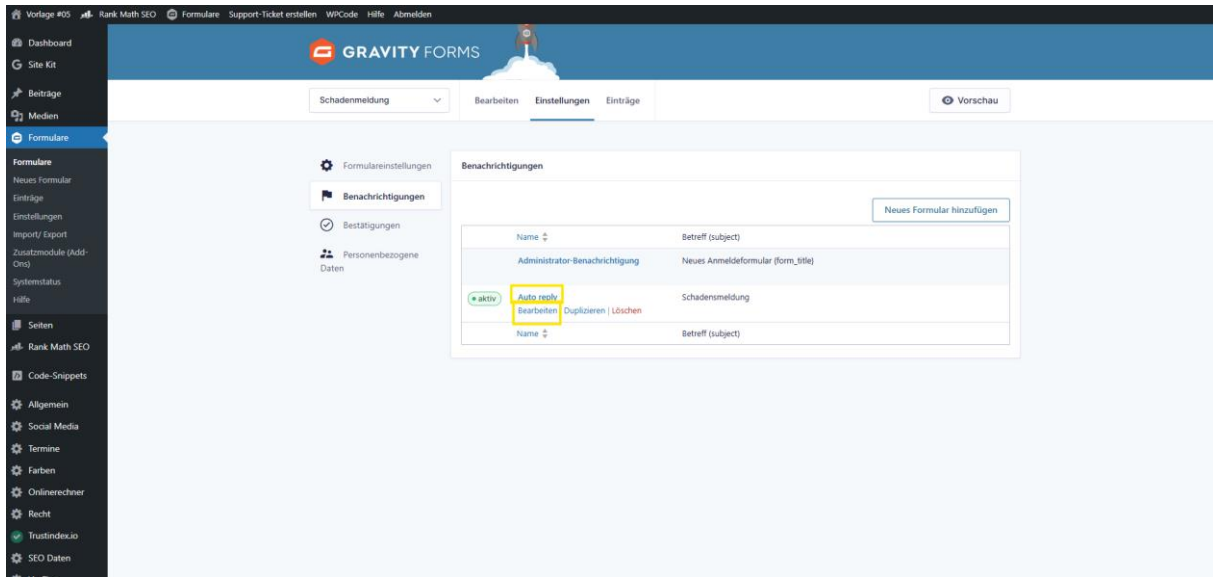 Vorlage #05 Rank Math SEO Formulare Support-Ticket erstellen WPCode Hilfe Abmelden
Dashboard
Site Kit
Beiträge
Medien
Formulare
Formulare
Neues Formular
Einträge
Einstellungen
Import/ Export
Zusatzmodule (Add-
Ons)
Systemstatus
Hilfe
Seiten
Rank Math SEO
Code-Snippets
Allgemein
Social Media
Termine
Farben
Onlinerechner
Recht
Trustindex.io
SEO Daten
GRAVITY FORMS
Schadenmeldung
Bearbeiten Einstellungen Einträge
Vorschau
Formulareinstellungen
Benachrichtigungen
Bestätigungen
Personenbezogene
Daten
Benachrichtigungen
Neues Formular hinzufügen
Name Betreff (subject)
Administrator-Benachrichtigung Neues Anmeldeformular {form_title}
aktiv Auto reply Schadensmeldung
Bearbeiten Duplizieren | Löschen
Name Betreff (subject)